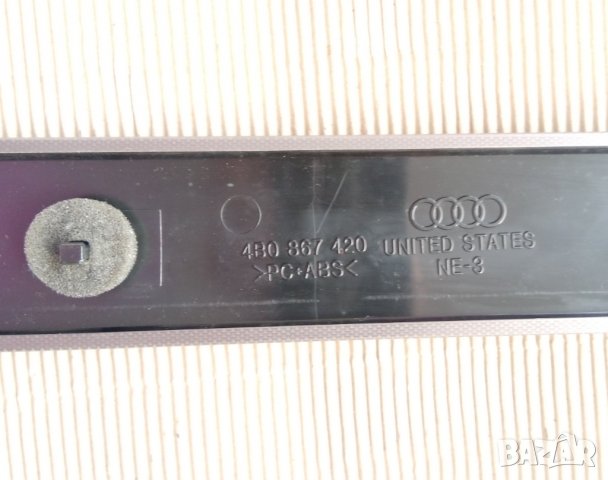 4B0 867 420 UNITED STATES
>PC+ABS< NE-3
BAZAR